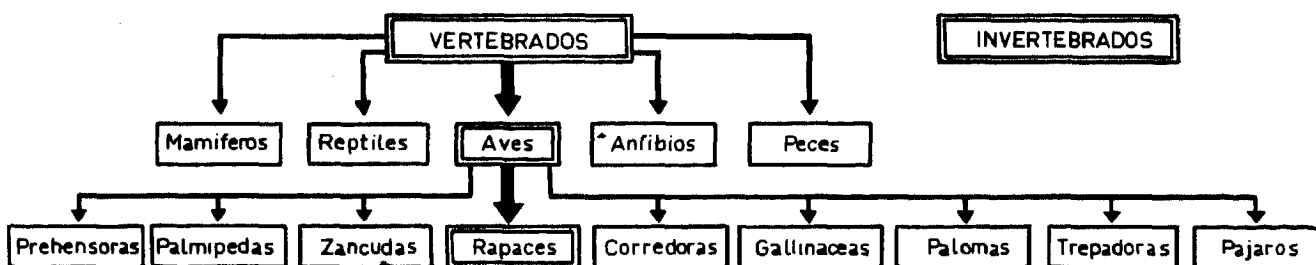 VERTEBRADOS INVERTEBRADOS
Mamiferos Reptiles Aves Anfibios Peces
Prehensoras Palmipedas Zancudas Rapaces Corredoras Gallinaceas Palomas Trepadoras Pajaros